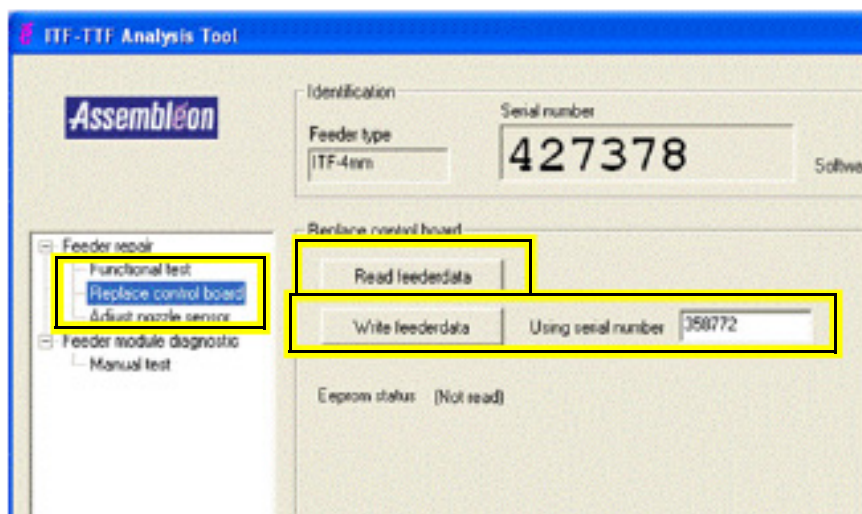 ITF-TTF Analysis Tool
Assembléon
Identification
Feeder type
ITF-4mm
Serial number
427378
Softwa
Feeder repair
Functional test
Replace control board
Adjust nozzle sensor
Feeder module diagnostic
Manual test
Replace control board
Read feederdata
Write feederdata Using serial number 358772
Eeprom status (Not read)